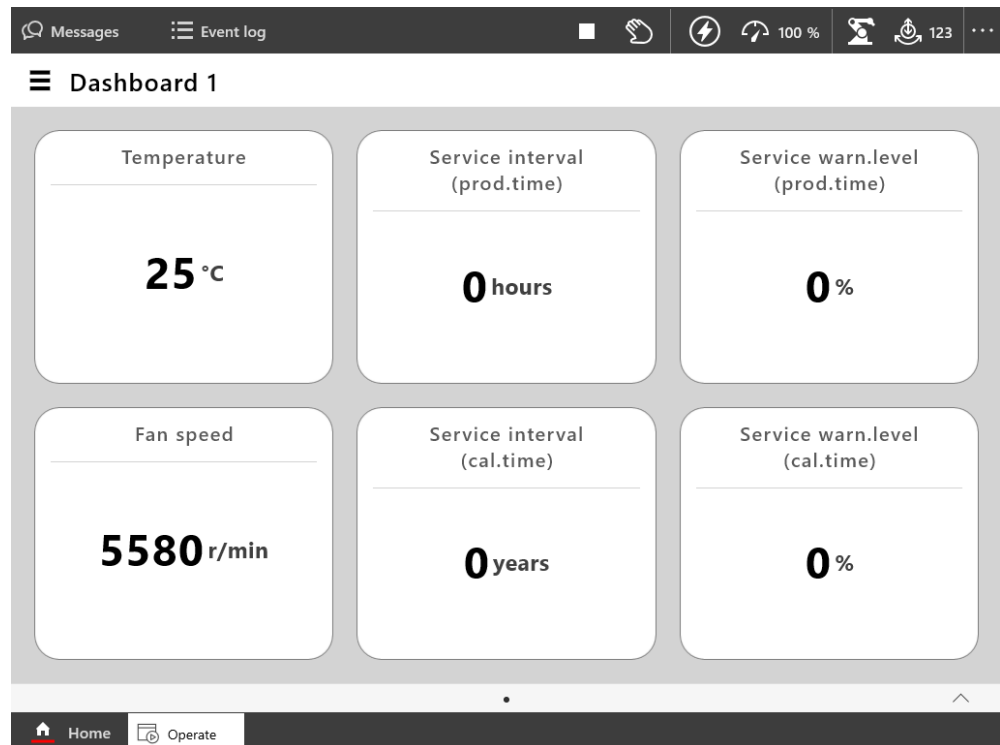 Messages
Event log
100 %
123
Dashboard 1
Temperature
25 °C
Service interval
(prod.time)
0 hours
Service warn.level
(prod.time)
0 %
Fan speed
5580 r/min
Service interval
(cal.time)
0 years
Service warn.level
(cal.time)
0 %
Home
Operate